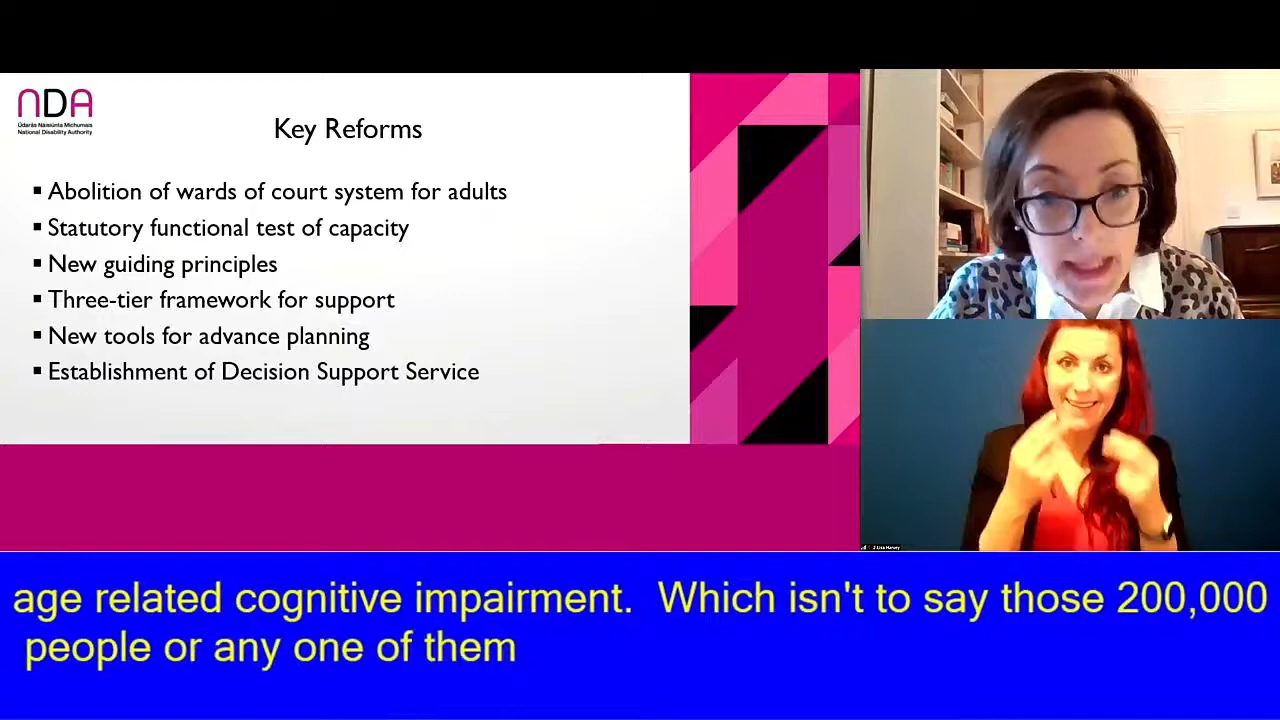 NDA
Údarás Náisiúnta Míchumais
National Disability Authority
Key Reforms
▪ Abolition of wards of court system for adults
▪ Statutory functional test of capacity
▪ New guiding principles
▪ Three-tier framework for support
▪ New tools for advance planning
▪ Establishment of Decision Support Service
Lisa Harvey
age related cognitive impairment.  Which isn't to say those 200,000
people or any one of them